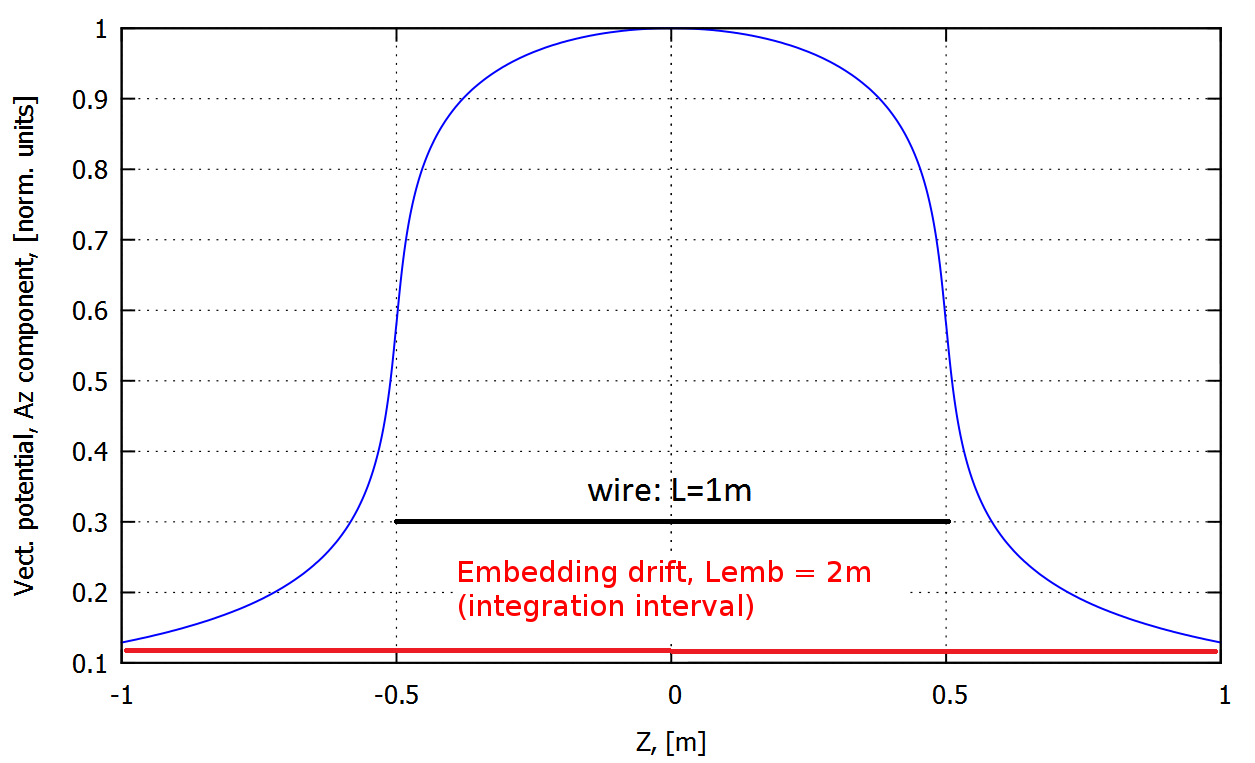 Vect. potential, Az component, [norm. units]
1
0.9
0.8
0.7
0.6
0.5
0.4
0.3
0.2
0.1
wire: L=1m
Embedding drift, Lemb = 2m
(integration interval)
-1 -0.5 0 0.5 1
Z, [m]